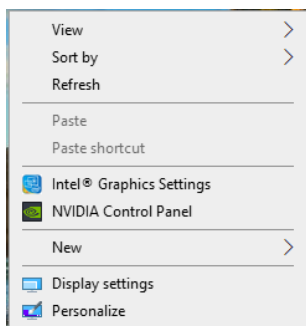 View
Sort by
Refresh
Paste
Paste shortcut
Intel® Graphics Settings
NVIDIA Control Panel
New
Display settings
Personalize